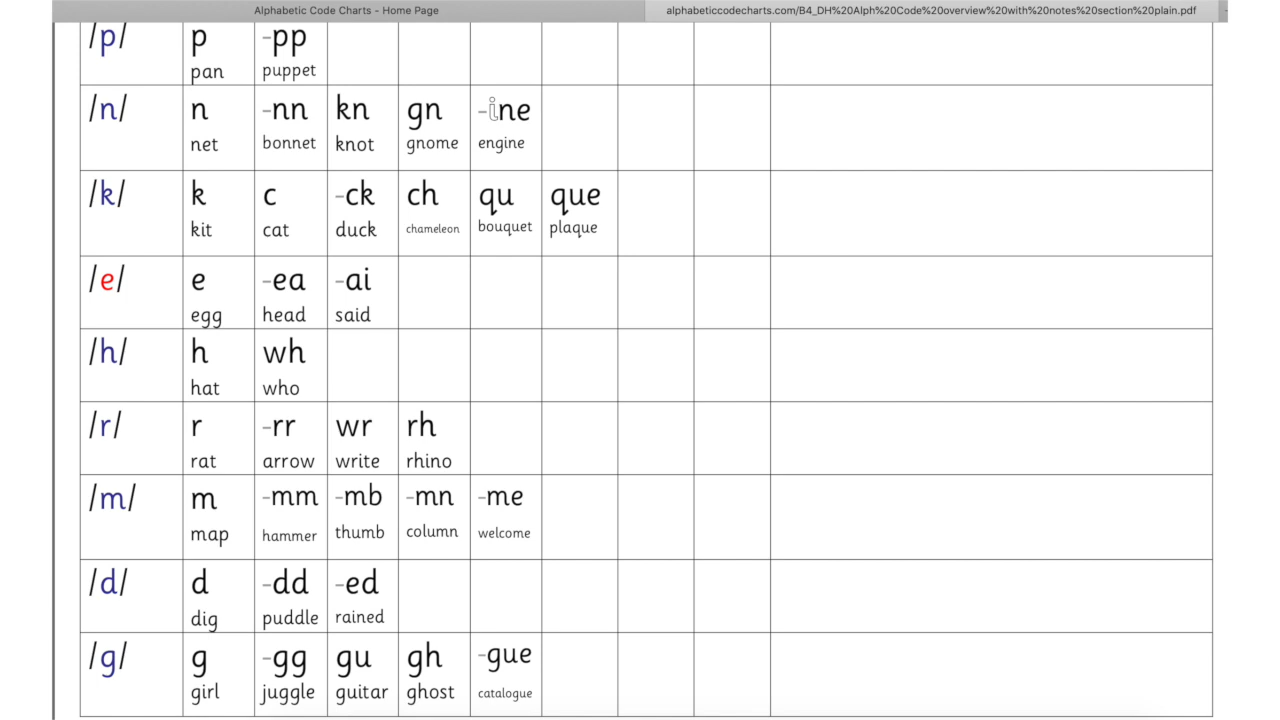 Alphabetic Code Charts - Home Page
alphabeticcodecharts.com/B4_DH%20Alph%20Code%20overview%20with%20notes%20section%20plain.pdf
/p/ p -pp
pan puppet
/n/ n -nn kn gn -ine
net bonnet knot gnome engine
/k/ k c -ck ch qu que
kit cat duck chameleon bouquet plaque
/e/ e -ea -ai
egg head said
/h/ h wh
hat who
/r/ r -rr wr rh
rat arrow write rhino
/m/ m -mm -mb -mn -me
map hammer thumb column welcome
/d/ d -dd -ed
dig puddle rained
/g/ g -gg gu gh -gue
girl juggle guitar ghost catalogue